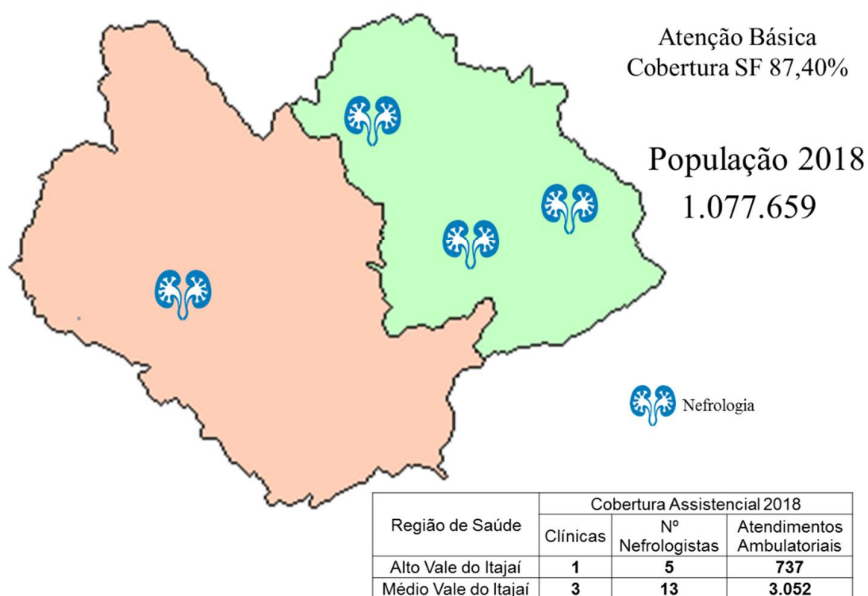 Atenção Básica
Cobertura SF 87,40%
População 2018
1.077.659
Nefrologia
Região de Saúde
Cobertura Assistencial 2018
Clínicas
Nº
Nefrologistas
Atendimentos
Ambulatoriais
Alto Vale do Itajaí 1 5 737
Médio Vale do Itajaí 3 13 3.052